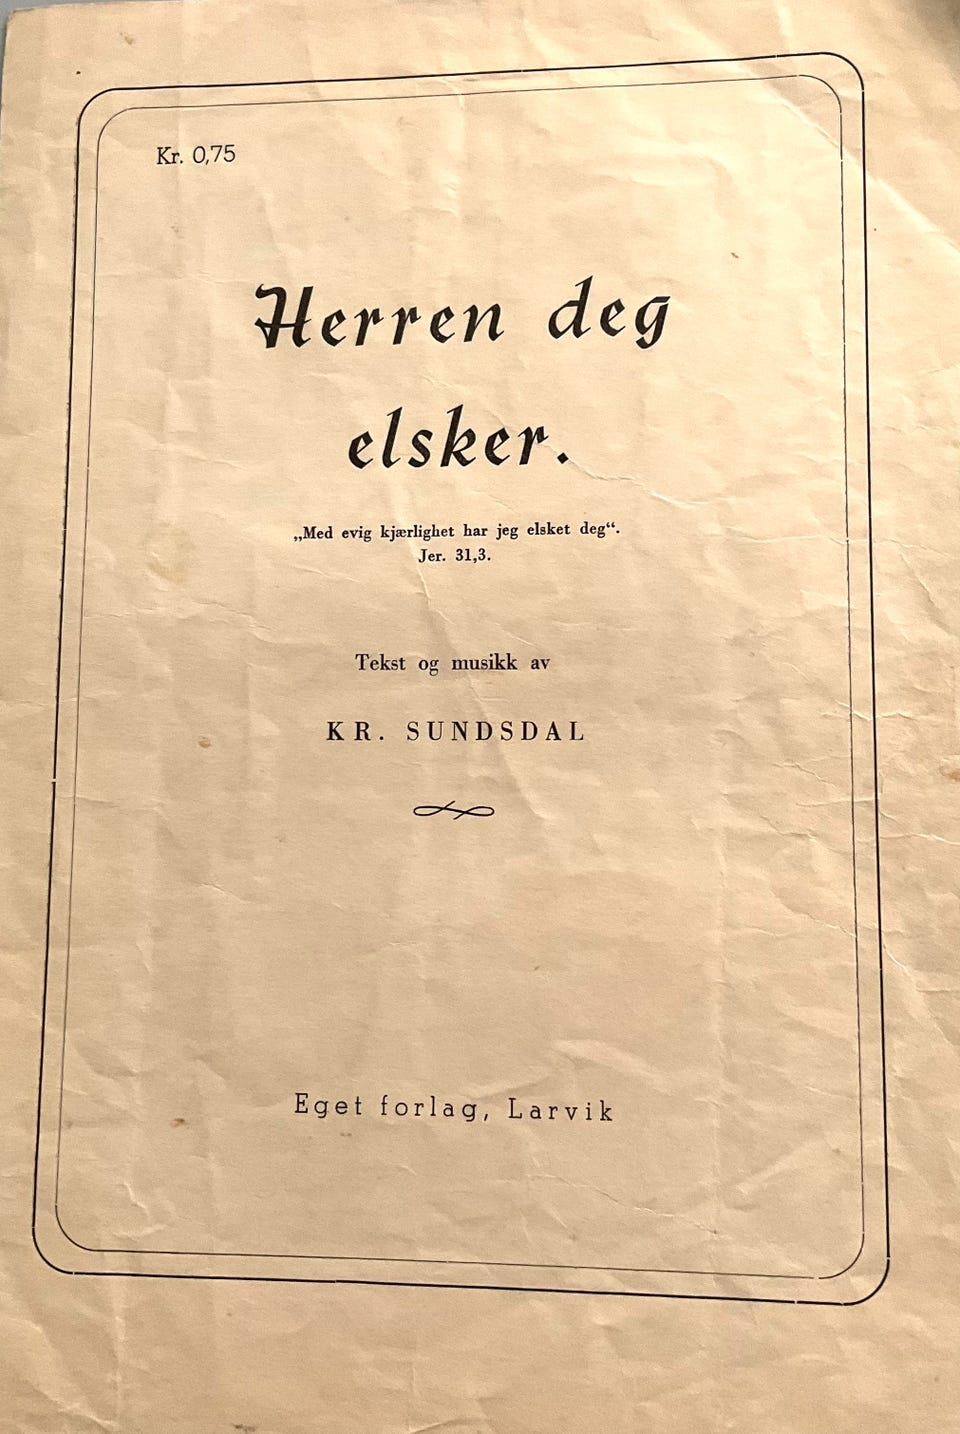 Kr. 0,75
Herren deg
elsker.
„Med evig kjærlighet har jeg elsket deg“.
Jer. 31,3.
Tekst og musikk av
KR. SUNDSDAL
Eget forlag, Larvik